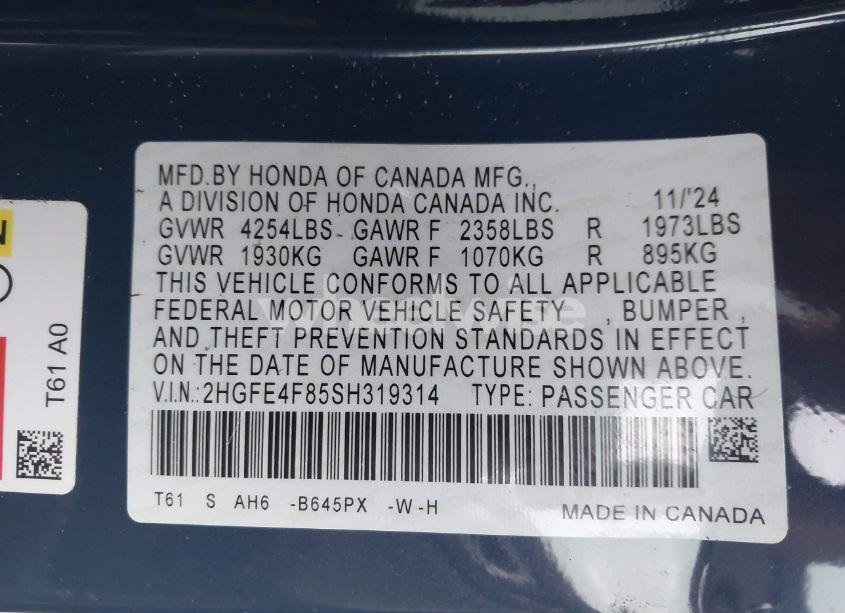 MFD.BY HONDA OF CANADA MFG.,
A DIVISION OF HONDA CANADA INC. 11/'24
GVWR 4254LBS GAWR F 2358LBS R 1973LBS
GVWR 1930KG GAWR F 1070KG R 895KG
THIS VEHICLE CONFORMS TO ALL APPLICABLE
FEDERAL MOTOR VEHICLE SAFETY , BUMPER ,
AND THEFT PREVENTION STANDARDS IN EFFECT
ON THE DATE OF MANUFACTURE SHOWN ABOVE.
V.I.N.:2HGFE4F85SH319314 TYPE: PASSENGER CAR
T61 S AH6 -B645PX -W-H
MADE IN CANADA
T61 A0
N